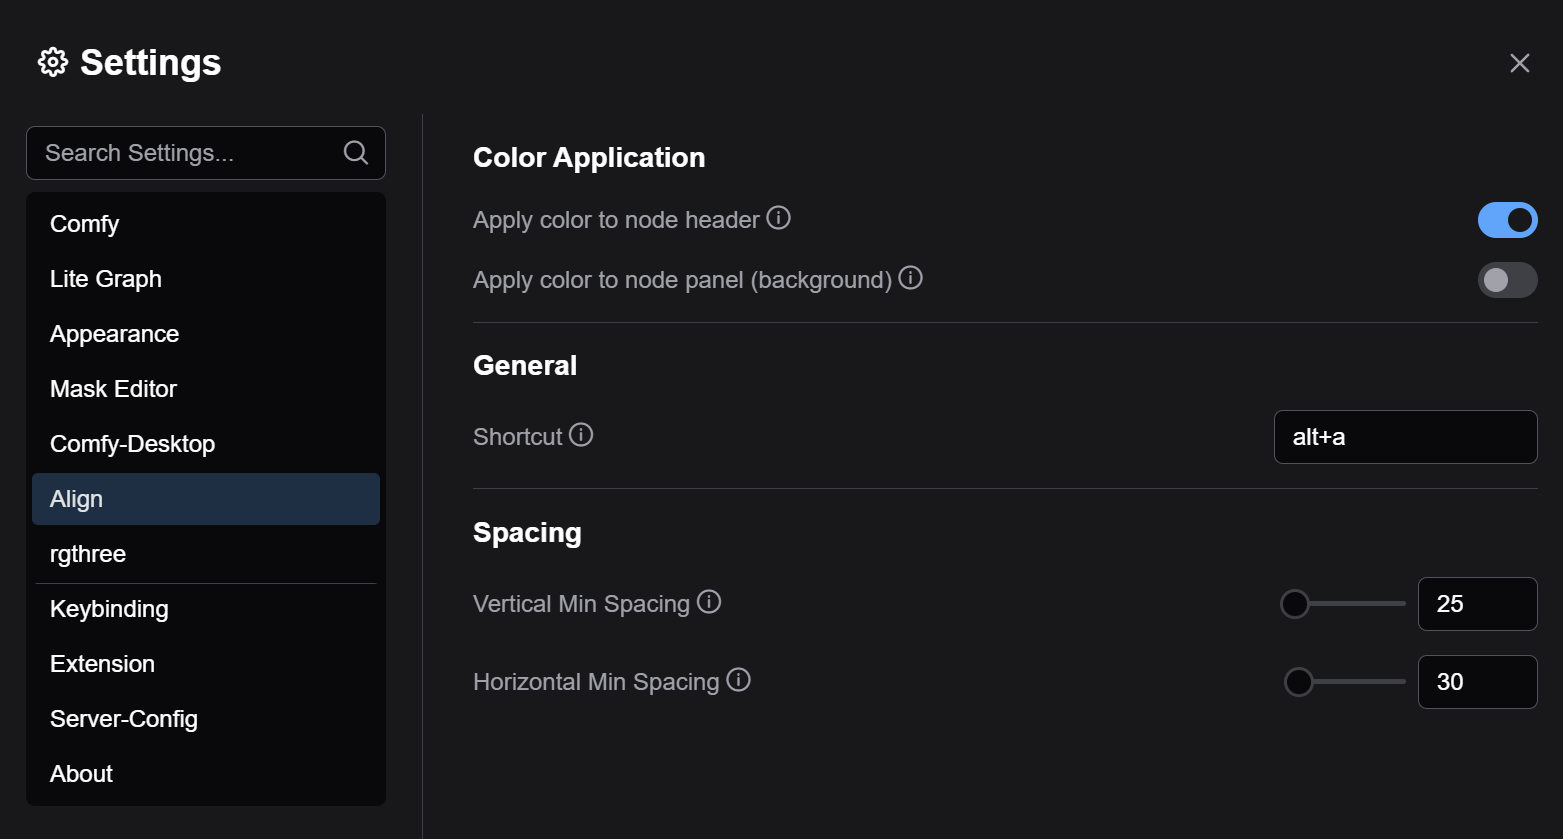 Settings
Search Settings...
Comfy
Lite Graph
Appearance
Mask Editor
Comfy-Desktop
Align
rgthree
Keybinding
Extension
Server-Config
About
Color Application
Apply color to node header
Apply color to node panel (background)
General
Shortcut
alt+a
Spacing
Vertical Min Spacing
25
Horizontal Min Spacing
30